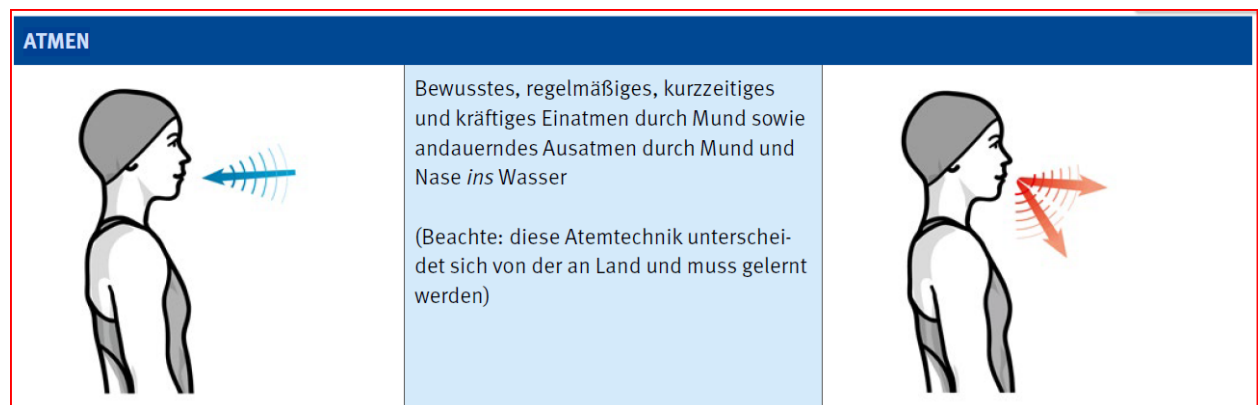 ATMEN
Bewusstes, regelmäßiges, kurzzeitiges
und kräftiges Einatmen durch Mund sowie
andauerndes Ausatmen durch Mund und
Nase ins Wasser
(Beachte: diese Atemtechnik unterschei-
det sich von der an Land und muss gelernt
werden)